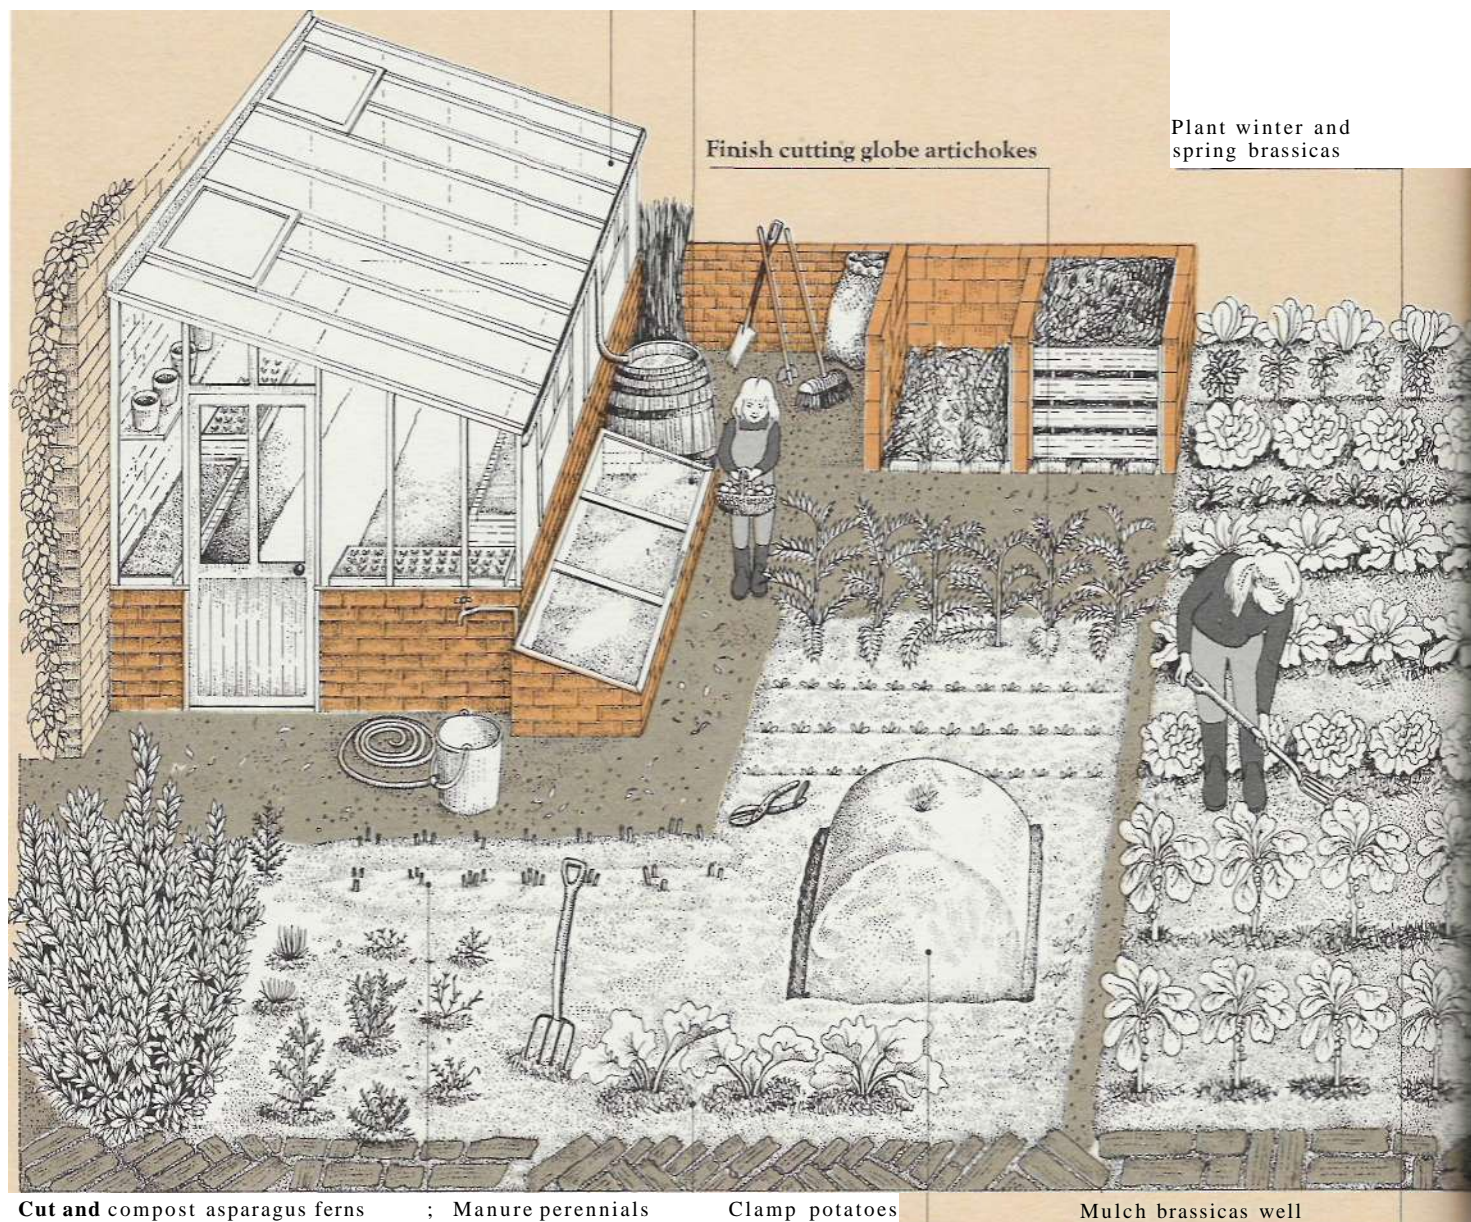 Plant winter and
spring brassicas
Finish cutting globe artichokes
Cut and compost asparagus ferns ; Manure perennials Clamp potatoes Mulch brassicas well